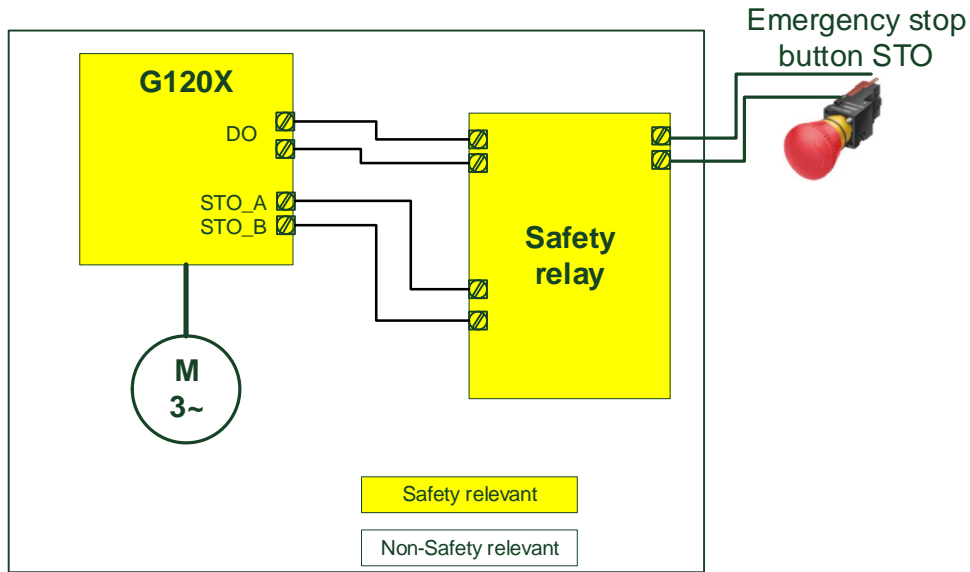 Emergency stop
button STO
G120X
DO
STO_A
STO_B
Safety
relay
M
3~
Safety relevant
Non-Safety relevant